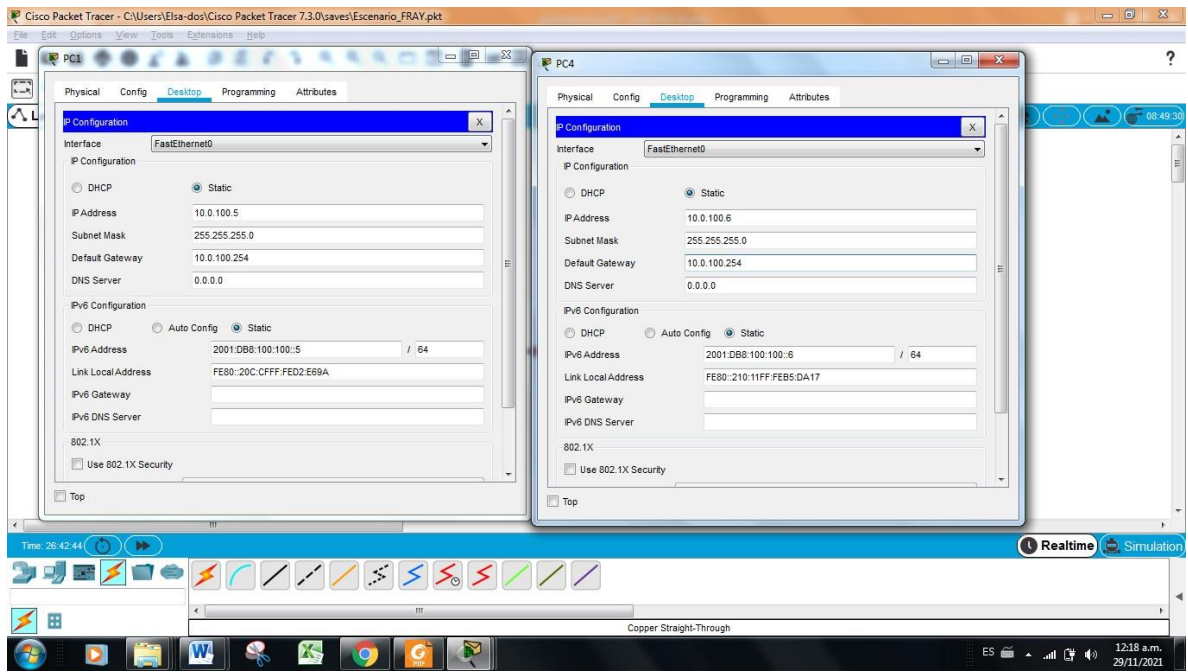 Cisco Packet Tracer - C:\Users\Elsa-dos\Cisco Packet Tracer 7.3.0\saves\Escenario_FRAY.pkt
File Edit Options View Tools Extensions Help
PC1
Physical Config Desktop Programming Attributes
IP Configuration X
Interface FastEthernet0
IP Configuration
DHCP Static
IP Address 10.0.100.5
Subnet Mask 255.255.255.0
Default Gateway 10.0.100.254
DNS Server 0.0.0.0
IPv6 Configuration
DHCP Auto Config Static
IPv6 Address 2001:DB8:100:100::5 / 64
Link Local Address FE80::20C:CFFF:FED2:E69A
IPv6 Gateway
IPv6 DNS Server
802.1X
Use 802.1X Security
Top
PC4
Physical Config Desktop Programming Attributes
IP Configuration X
Interface FastEthernet0
IP Configuration
DHCP Static
IP Address 10.0.100.6
Subnet Mask 255.255.255.0
Default Gateway 10.0.100.254
DNS Server 0.0.0.0
IPv6 Configuration
DHCP Auto Config Static
IPv6 Address 2001:DB8:100:100::6 / 64
Link Local Address FE80::210:11FF:FEB5:DA17
IPv6 Gateway
IPv6 DNS Server
802.1X
Use 802.1X Security
Top
?
L
08:49:30
Time: 26:42:44 Realtime Simulation
Copper Straight-Through
W PDF ES 12:18 a.m.
29/11/2021